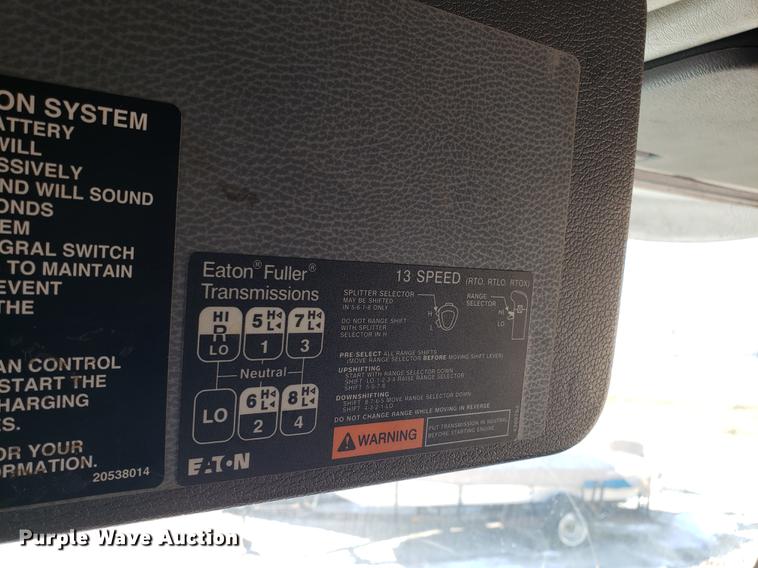 ON SYSTEM
ATTERY
WILL
SSIVELY
ND WILL SOUND
ONDS
EM
GRAL SWITCH
TO MAINTAIN
EVENT
THE
AN CONTROL
START THE
HARGING
ES.
OR YOUR
ORMATION.
20538014
Eaton® Fuller®
Transmissions
13 SPEED (RTO, RTLO, RTOX)
HI
R
LO
5 H L
1
7 H L
3
Neutral
LO
6 H L
2
8 H L
4
SPLITTER SELECTOR
MAY BE SHIFTED
IN 5-6-7-8 ONLY
DO NOT RANGE SHIFT
WITH SPLITTER
SELECTOR IN H
H
L
RANGE
SELECTOR
HI
LO
PRE-SELECT ALL RANGE SHIFTS
(MOVE RANGE SELECTOR BEFORE MOVING SHIFT LEVER)
UPSHIFTING
START WITH RANGE SELECTOR DOWN
SHIFT LO-1-2-3-4 RAISE RANGE SELECTOR
SHIFT 5-6-7-8
DOWNSHIFTING
SHIFT 8-7-6-5 MOVE RANGE SELECTOR DOWN
SHIFT 4-3-2-1-LO
DO NOT CHANGE RANGE WHILE MOVING IN REVERSE
WARNING
PUT TRANSMISSION IN NEUTRAL
BEFORE STARTING ENGINE
EATON
Purple Wave Auction